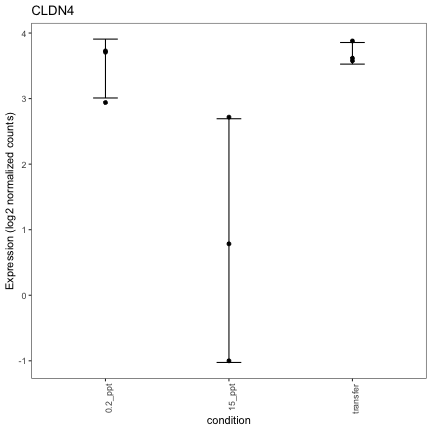 CLDN4
Expression (log2 normalized counts)
4
3
2
1
0
-1
0.2_ppt
15_ppt
transfer
condition